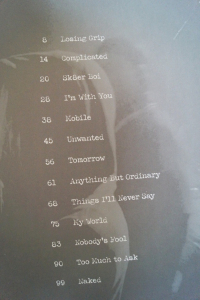 8 Losing Grip
14 Complicated
20 Sk8er Boi
28 I'm With You
36 Mobile
45 Unwanted
56 Tomorrow
61 Anything But Ordinary
68 Things I'll Never Say
75 My World
83 Nobody's Fool
90 Too Much to Ask
99 Naked